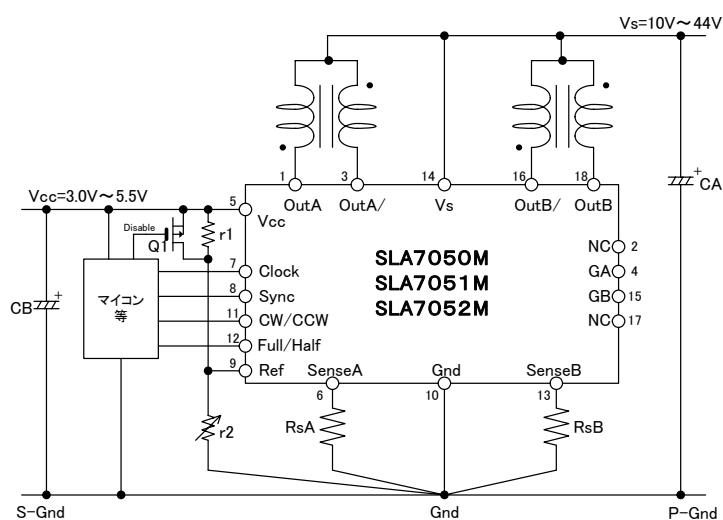 Vs=10V～44V
1
3
14
16
18
CA
+
Vcc=3.0V～5.5V
5
OutA
OutA/
Vs
OutB/
OutB
Disable
Q1
r1
Vcc
SLA7050M
SLA7051M
SLA7052M
NC
2
7
Clock
GA
4
8
Sync
GB
15
CB
+
マイコン
等
11
CW/CCW
NC
17
12
Full/Half
9
Ref
SenseA
Gnd
SenseB
6
10
13
r2
RsA
RsB
S-Gnd
Gnd
P-Gnd